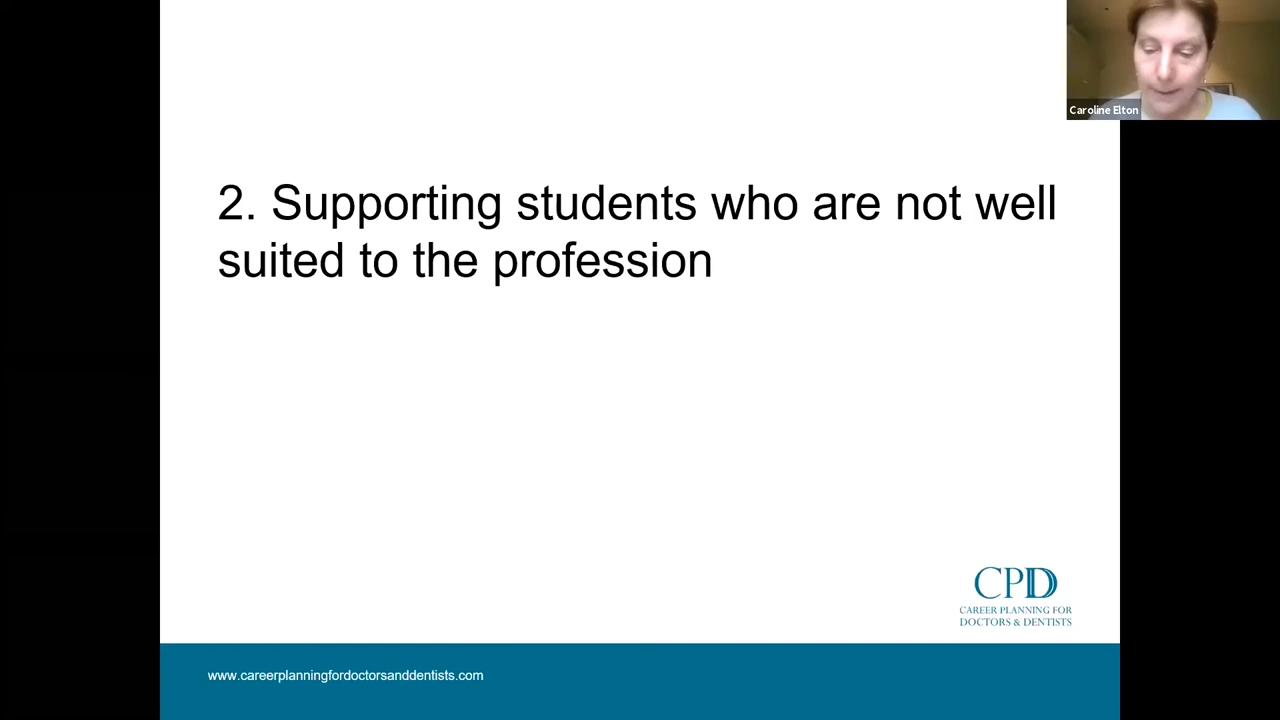 Caroline Elton
2. Supporting students who are not well
suited to the profession
CPDD
CAREER PLANNING FOR
DOCTORS & DENTISTS
www.careerplanningfordoctorsanddentists.com